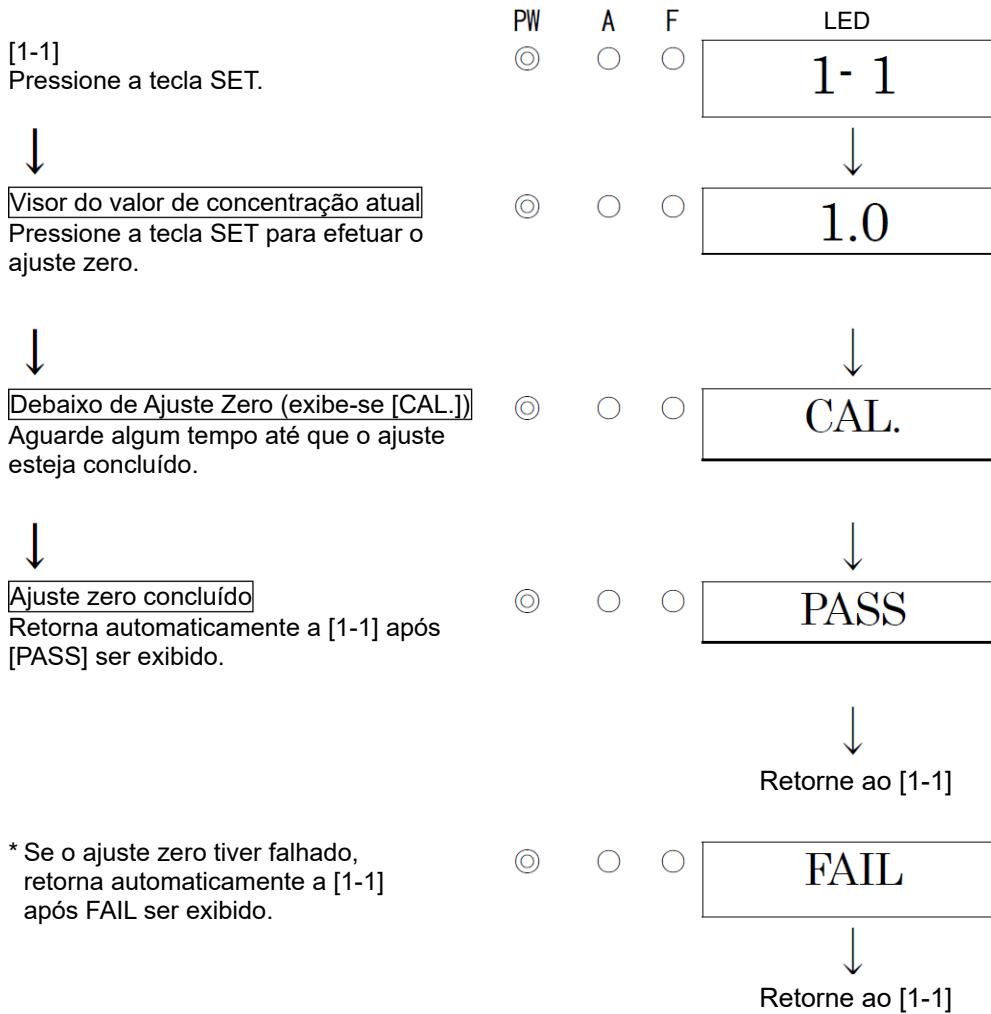 PW A F LED
[1-1]
Pressione a tecla SET.
1- 1
Visor do valor de concentração atual
Pressione a tecla SET para efetuar o
ajuste zero.
1.0
Debaixo de Ajuste Zero (exibe-se [CAL.])
Aguarde algum tempo até que o ajuste
esteja concluído.
CAL.
Ajuste zero concluído
Retorna automaticamente a [1-1] após
[PASS] ser exibido.
PASS
Retorne ao [1-1]
* Se o ajuste zero tiver falhado,
retorna automaticamente a [1-1]
após FAIL ser exibido.
FAIL
Retorne ao [1-1]